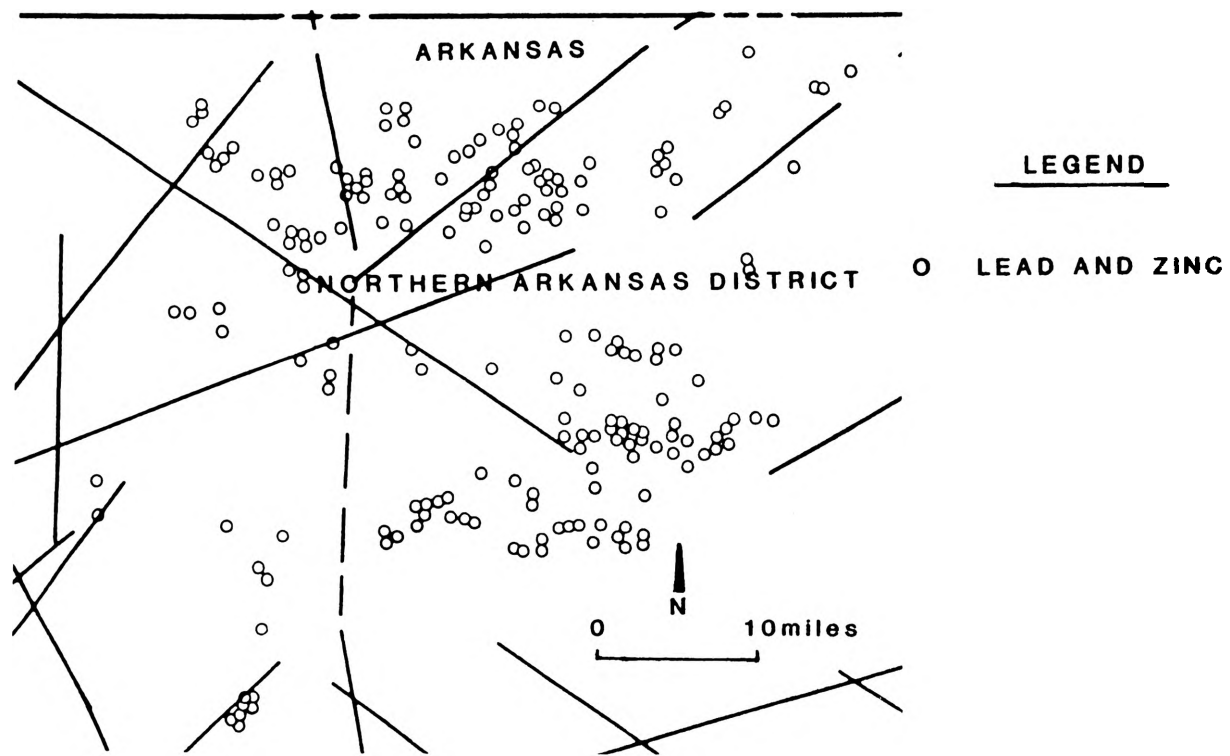 ARKANSAS
LEGEND
NORTHERN ARKANSAS DISTRICT
O LEAD AND ZINC
N
0 10miles